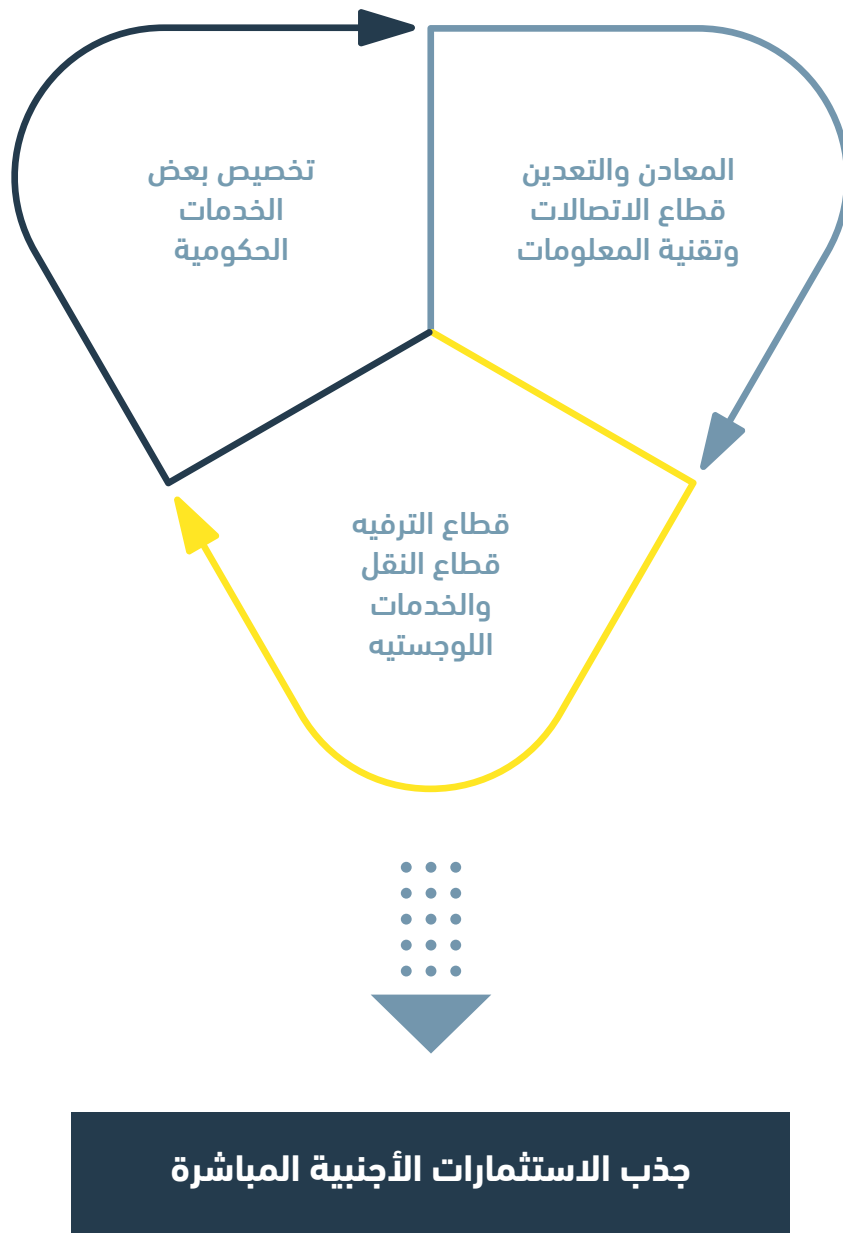 المعادن والتعدين
قطاع الاتصالات
وتقنية المعلومات
تخصيص بعض
الخدمات
الحكومية
قطاع الترفيه
قطاع النقل
والخدمات
اللوجستيه
جذب الاستثمارات الأجنبية المباشرة